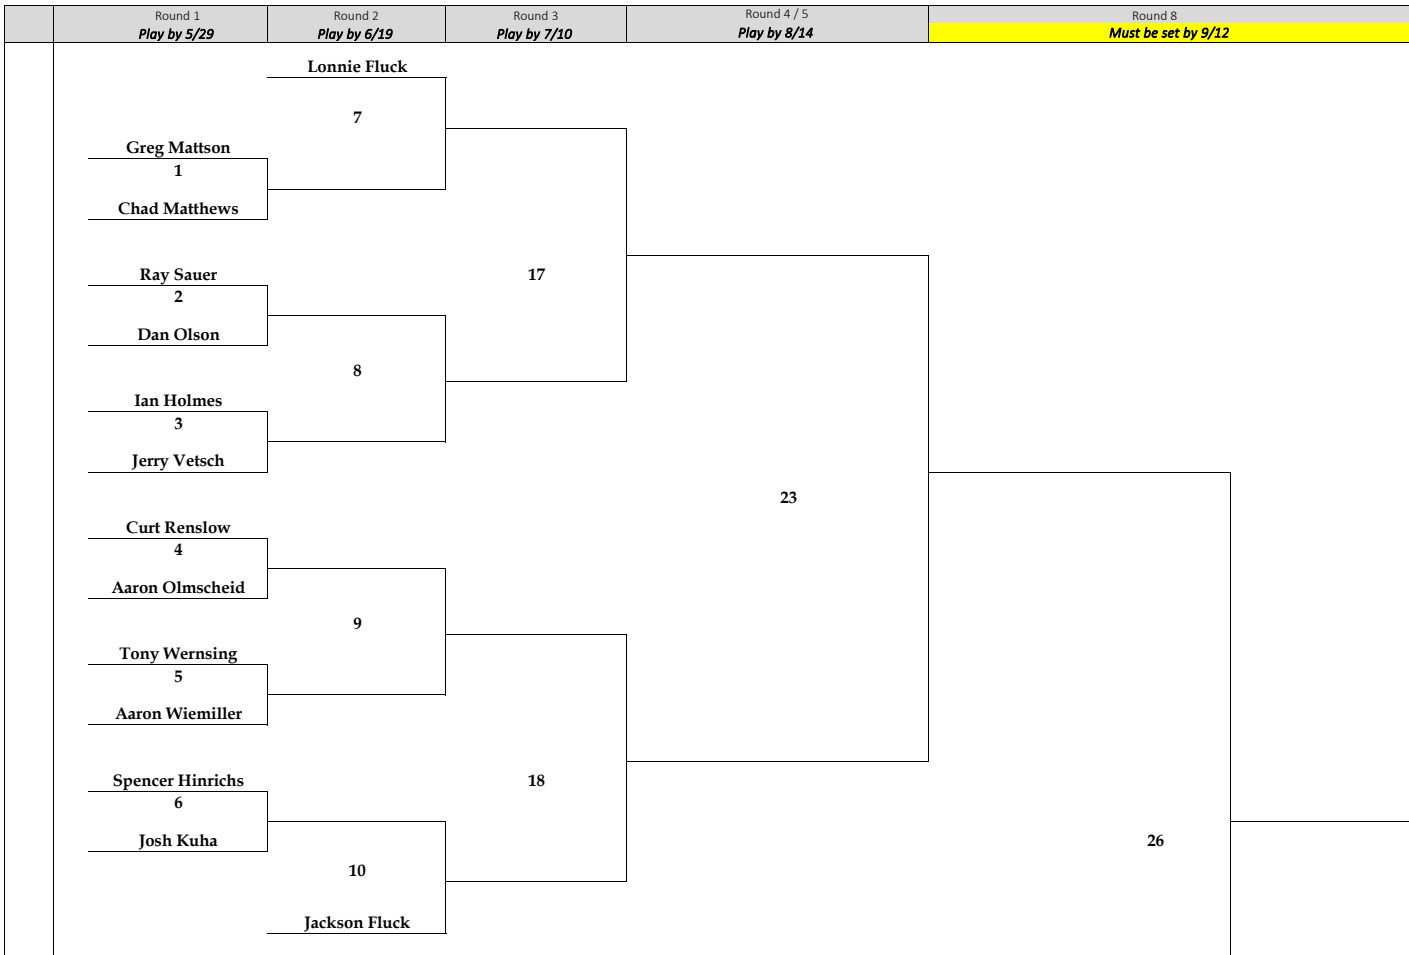 Round 1
Round 2
Round 3
Round 4 / 5
Round 8
Play by 5/29
Play by 6/19
Play by 7/10
Play by 8/14
Must be set by 9/12
Lonnie Fluck
7
Greg Mattson
1
Chad Matthews
Ray Sauer
17
2
Dan Olson
8
Ian Holmes
3
Jerry Vetsch
23
Curt Renslow
4
Aaron Olmscheid
9
Tony Wernsing
5
Aaron Wiemiller
Spencer Hinrichs
18
6
Josh Kuha
26
10
Jackson Fluck